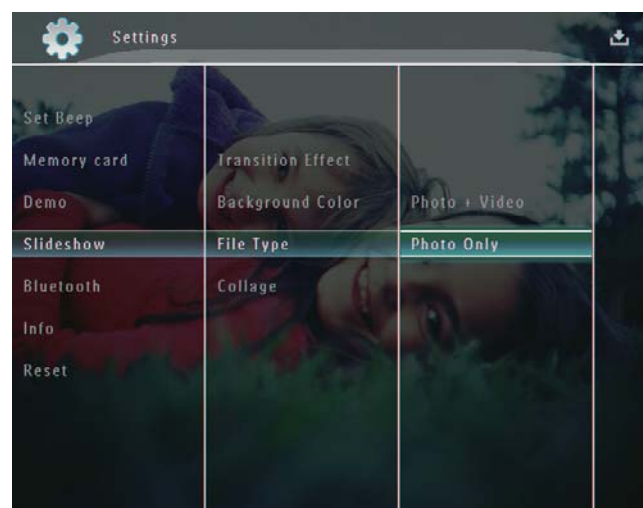 Settings
Set Beep
Memory card
Demo
Slideshow
Bluetooth
Info
Reset
Transition Effect
Background Color
File Type
Collage
Photo + Video
Photo Only